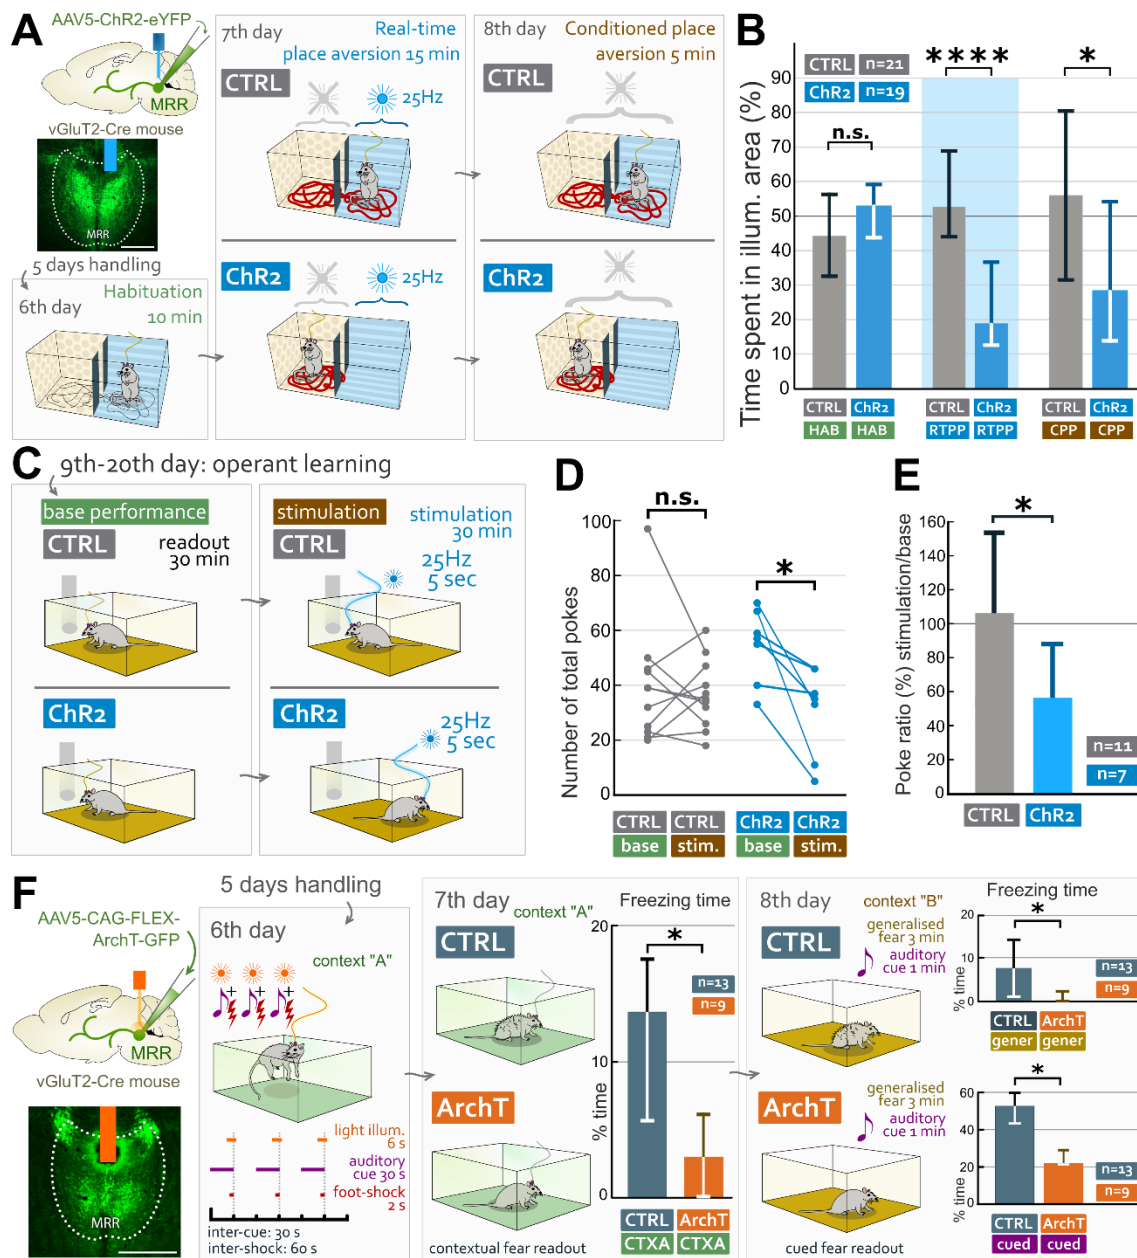 A
AAV5-ChR2-eYFP
MRR
vGluT2-Cre mouse
MRR
5 days handling
6th day
Habituation
10 min
7th day
Real-time
place aversion 15 min
CTRL
25Hz
ChR2
25Hz
8th day
Conditioned place
aversion 5 min
CTRL
ChR2
B
CTRL n=21
ChR2 n=19
Time spent in illum. area (%)
90
80
70
60
50
40
30
20
10
0
n.s.
****
*
CTRL ChR2 CTRL ChR2 CTRL ChR2
HAB HAB RTPP RTPP CPP CPP
C
9th-20th day: operant learning
base performance
CTRL
readout
30 min
ChR2
stimulation
CTRL
stimulation
30 min
25Hz
5 sec
ChR2
25Hz
5 sec
D
Number of total pokes
100
80
60
40
20
0
n.s.
*
CTRL CTRL ChR2 ChR2
base stim. base stim.
E
Poke ratio (%) stimulation/base
160
140
120
100
80
60
40
20
0
*
n=11
n=7
CTRL ChR2
F
AAV5-CAG-FLEX-
ArchT-GFP
MRR
vGluT2-Cre mouse
MRR
5 days handling
6th day
context "A"
+ + +
light illum.
6 s
auditory
cue 30 s
foot-shock
2 s
inter-cue: 30 s
inter-shock: 60s
7th day
context "A"
CTRL
ArchT
contextual fear readout
Freezing time
% time
20
10
0
*
n=13
n=9
CTRL ArchT
CTXA CTXA
8th day
context "B"
CTRL
generalised
fear 3 min
auditory
cue 1 min
ArchT
generalised
fear 3 min
auditory
cue 1 min
cued fear readout
Freezing time
% time
20
10
0
*
n=13
n=9
CTRL ArchT
gener gener
% time
60
40
20
0
*
n=13
n=9
CTRL ArchT
cued cued